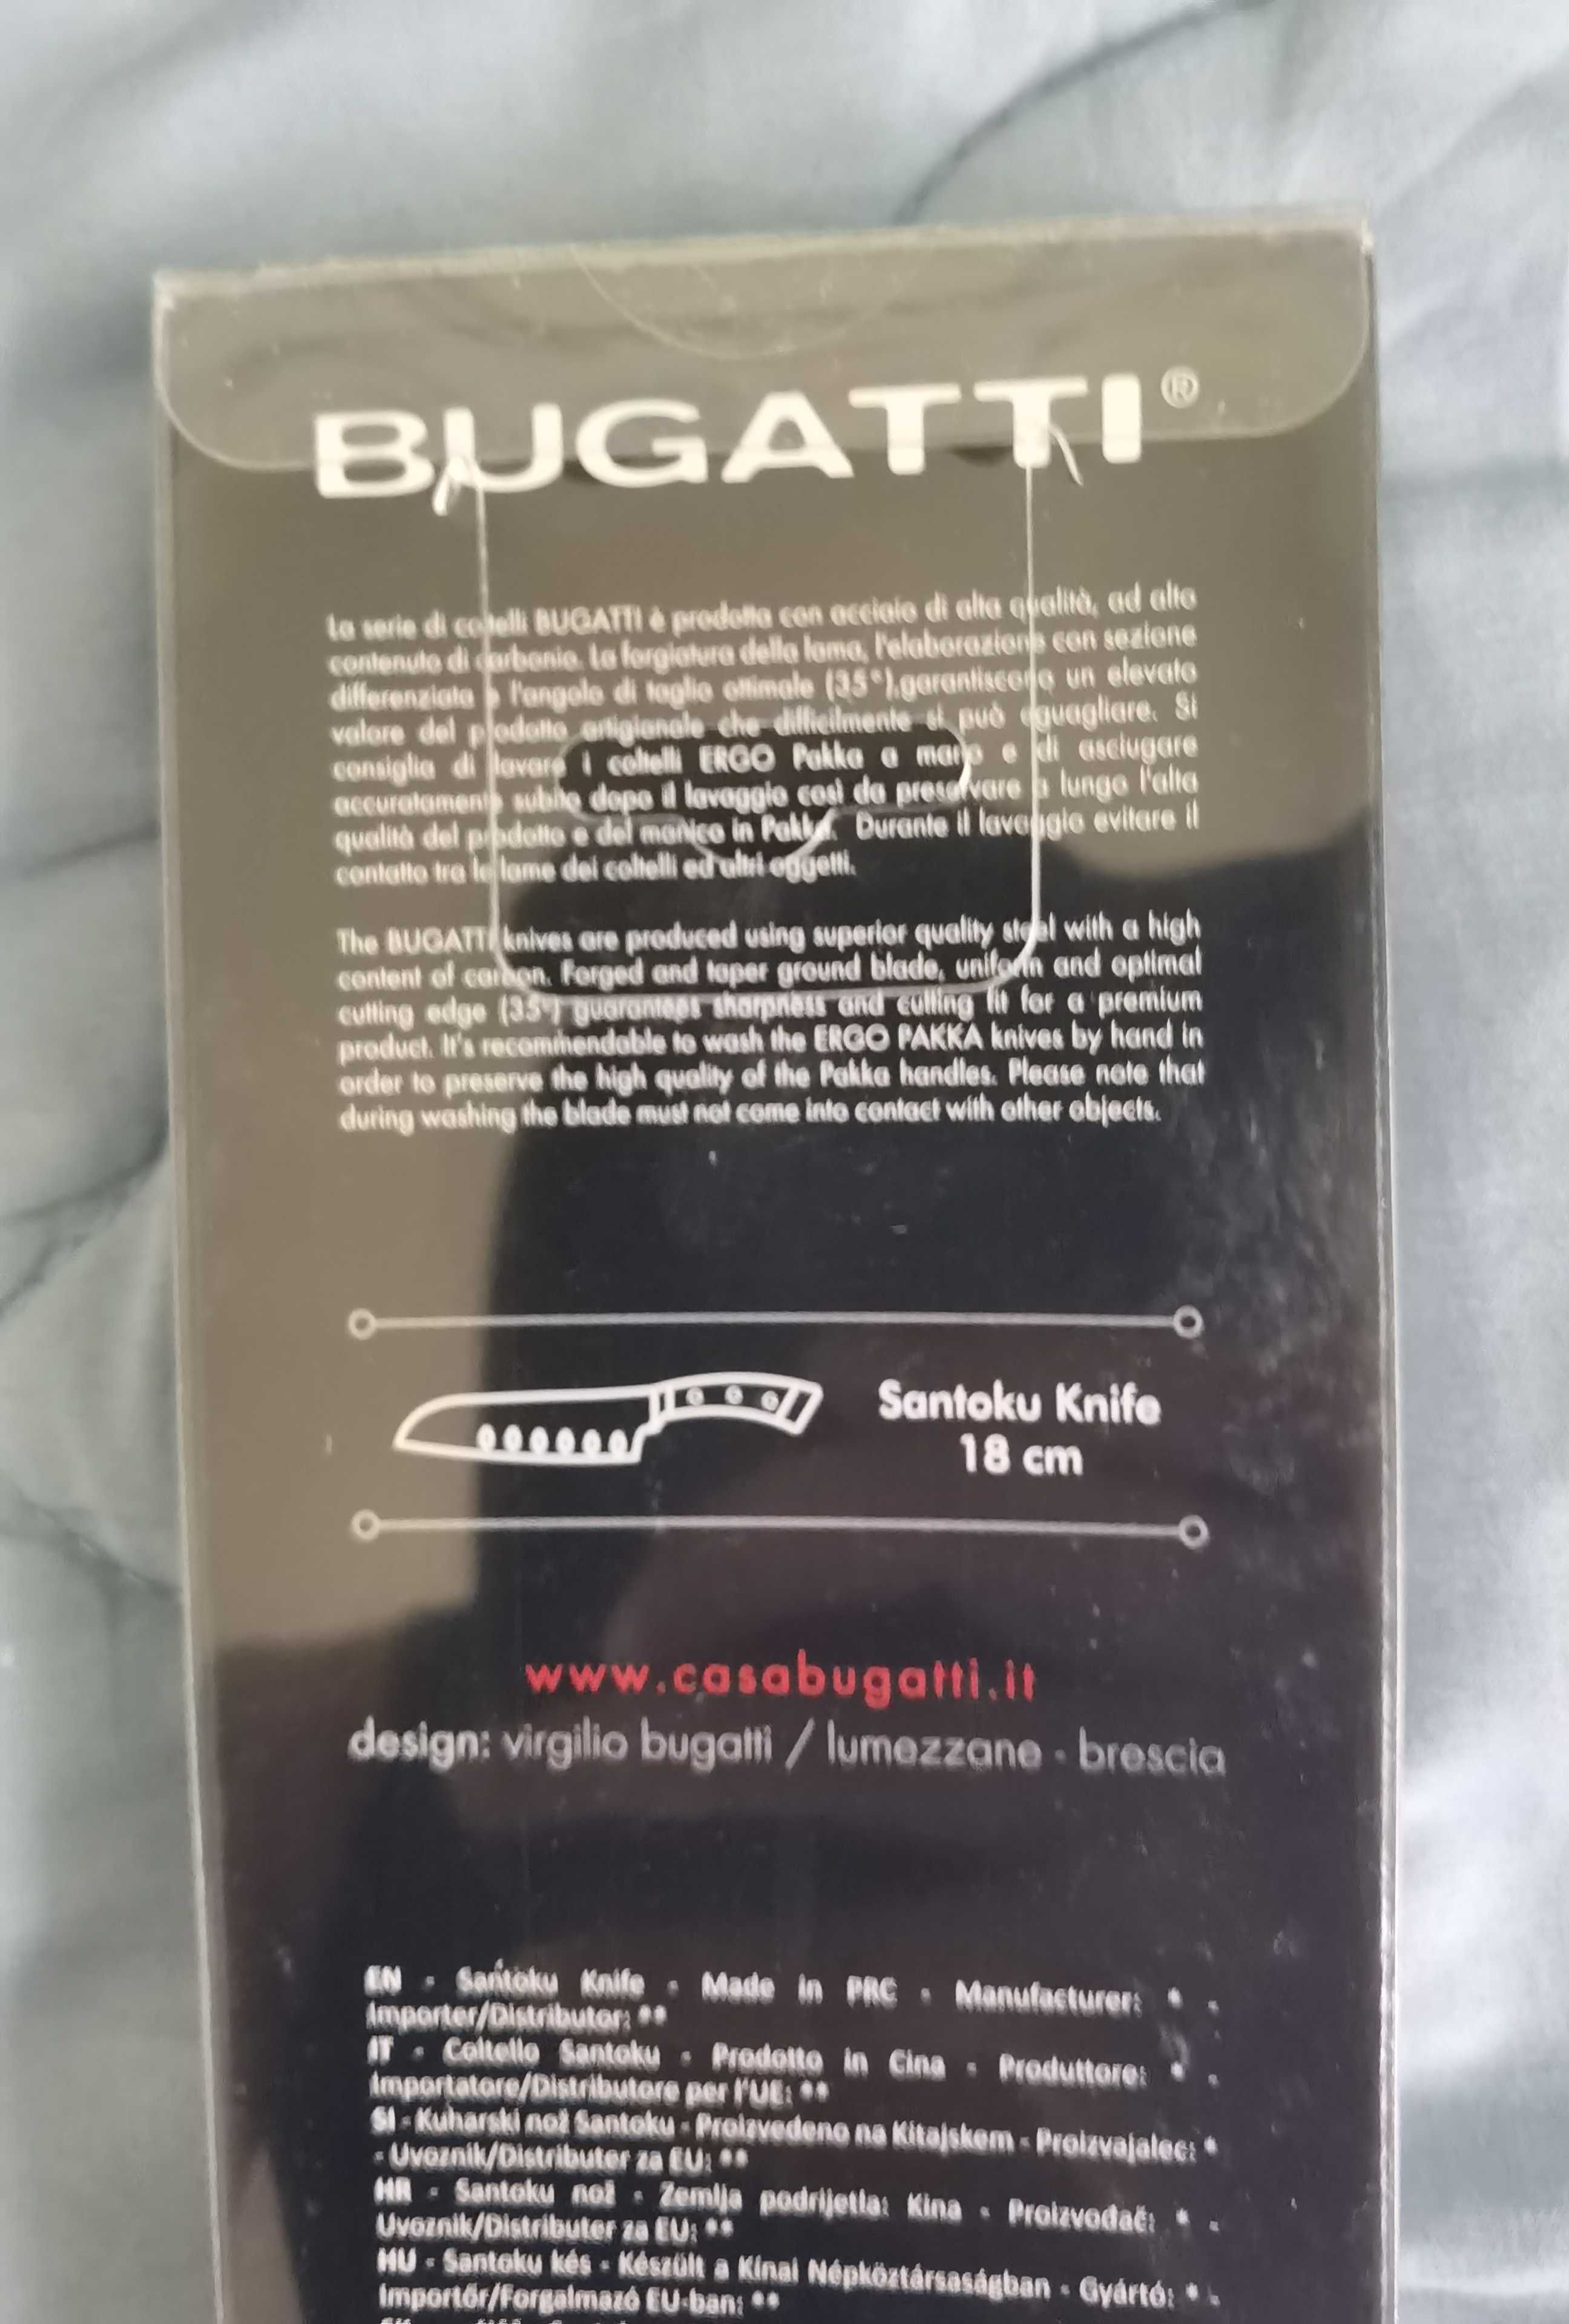 BUGATTI®
La serie di coltelli BUGATTI è prodotta con acciaio di alta qualità, ad alto
contenuto di carbonio. La forgiatura della lama, l'elaborazione con sezione
differenziata e l'angolo di taglio ottimale (35°),garantiscono un elevato
valore del prodotto artigianale che difficilmente si può eguagliare. Si
consiglia di lavare i coltelli ERGO Pakka a mano e di asciugare
accuratamente subito dopo il lavaggio così da preservare a lungo l'alta
qualità del prodotto e del manico in Pakka. Durante il lavaggio evitare il
contatto tra le lame dei coltelli ed altri oggetti.
The BUGATTI knives are produced using superior quality steel with a high
content of carbon. Forged and taper ground blade, uniform and optimal
cutting edge (35°) guarantees sharpness and cutting fit for a premium
product. It's recommendable to wash the ERGO PAKKA knives by hand in
order to preserve the high quality of the Pakka handles. Please note that
during washing the blade must not come into contact with other objects.
Santoku Knife
18 cm
www.casabugatti.it
design: virgilio bugatti / lumezzane - brescia
EN - Santoku Knife - Made in PRC - Manufacturer: * -
Importer/Distributor: **
IT - Coltello Santoku - Prodotto in Cina - Produttore: * -
Importatore/Distributore per l'UE: **
SI - Kuharski nož Santoku - Proizvedeno na Kitajskem - Proizvajalec: *
- Uvoznik/Distributer za EU: **
HR - Santoku nož - Zemlja podrijetla: Kina - Proizvođač: * -
Uvoznik/Distributer za EU: **
HU - Santoku kés - Készült a Kínai Népköztársaságban - Gyártó: * -
Importőr/Forgalmazó EU-ban: **